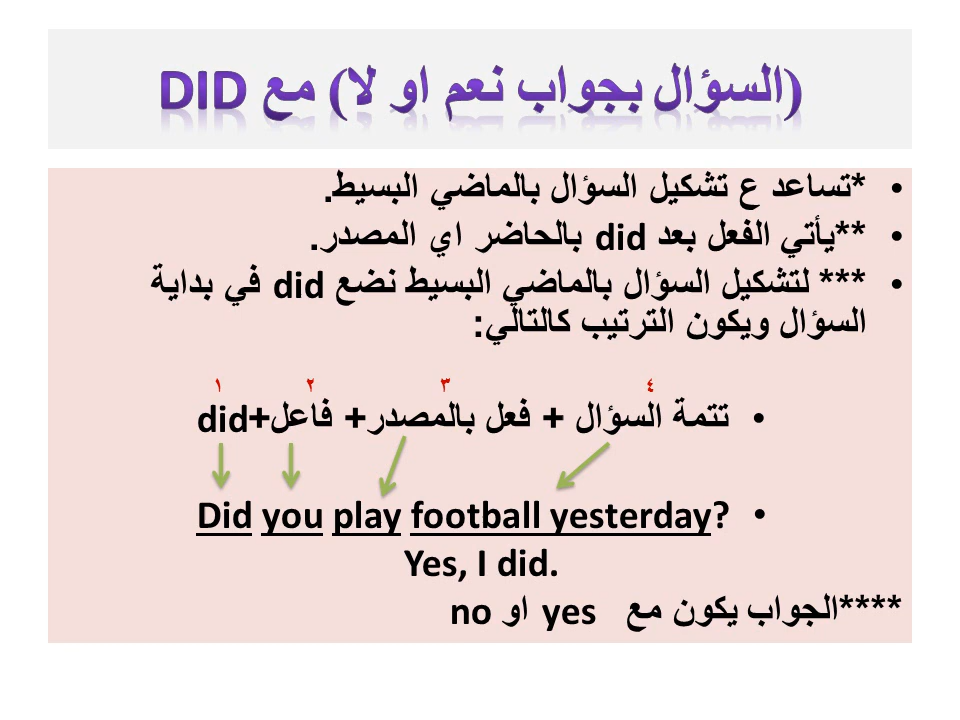 (السؤال بجواب نعم او لا) مع DID
• *تساعد ع تشكيل السؤال بالماضي البسيط.
• **يأتي الفعل بعد did بالحاضر اي المصدر.
• *** لتشكيل السؤال بالماضي البسيط نضع did في بداية
السؤال ويكون الترتيب كالتالي:
١ ٢ ٣ ٤
• تتمة السؤال + فعل بالمصدر+ فاعل+did
• Did you play football yesterday?
Yes, I did.
****الجواب يكون مع yes او no